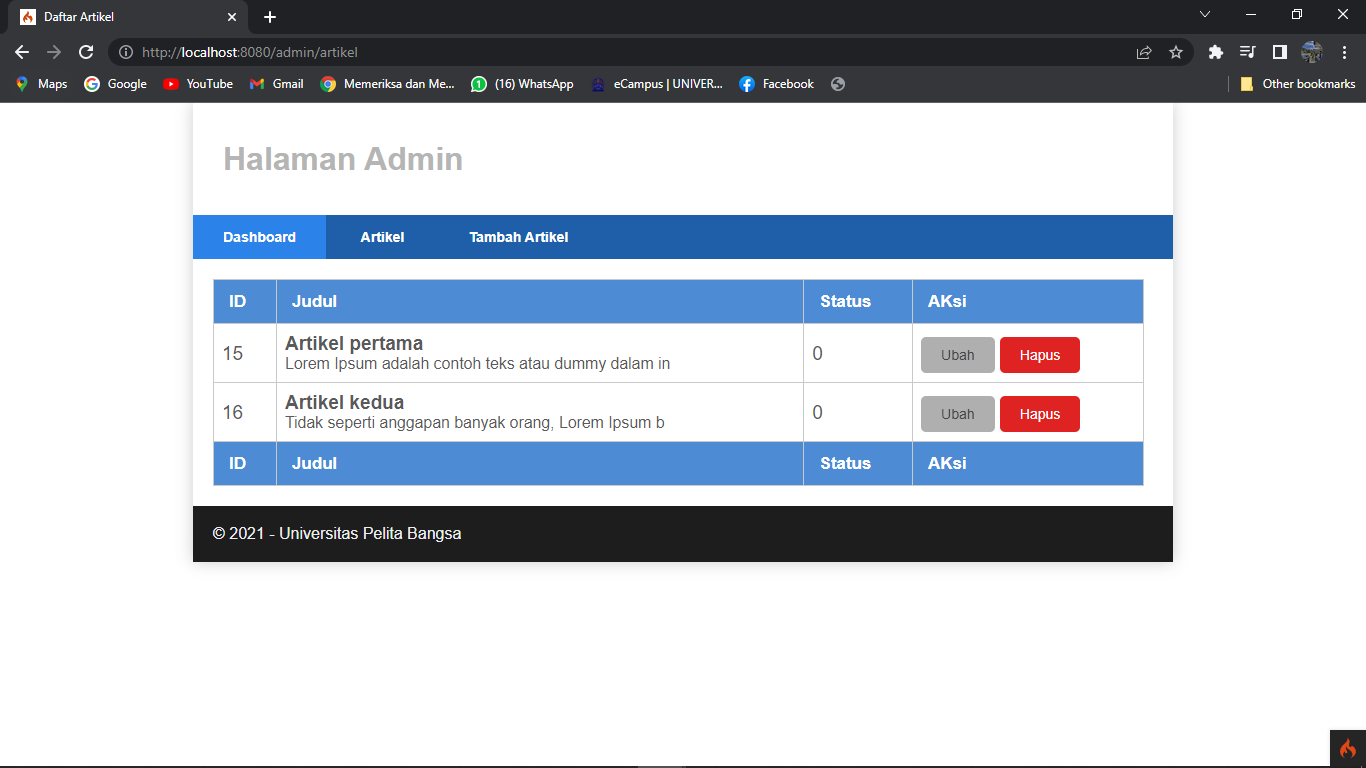 Daftar Artikel
http://localhost:8080/admin/artikel
Maps Google YouTube Gmail Memeriksa dan Me... (16) WhatsApp eCampus | UNIVER... Facebook Other bookmarks
Halaman Admin
Dashboard Artikel Tambah Artikel
ID Judul Status AKsi
15 Artikel pertama 0 Ubah Hapus
Lorem Ipsum adalah contoh teks atau dummy dalam in
16 Artikel kedua 0 Ubah Hapus
Tidak seperti anggapan banyak orang, Lorem Ipsum b
ID Judul Status AKsi
© 2021 - Universitas Pelita Bangsa